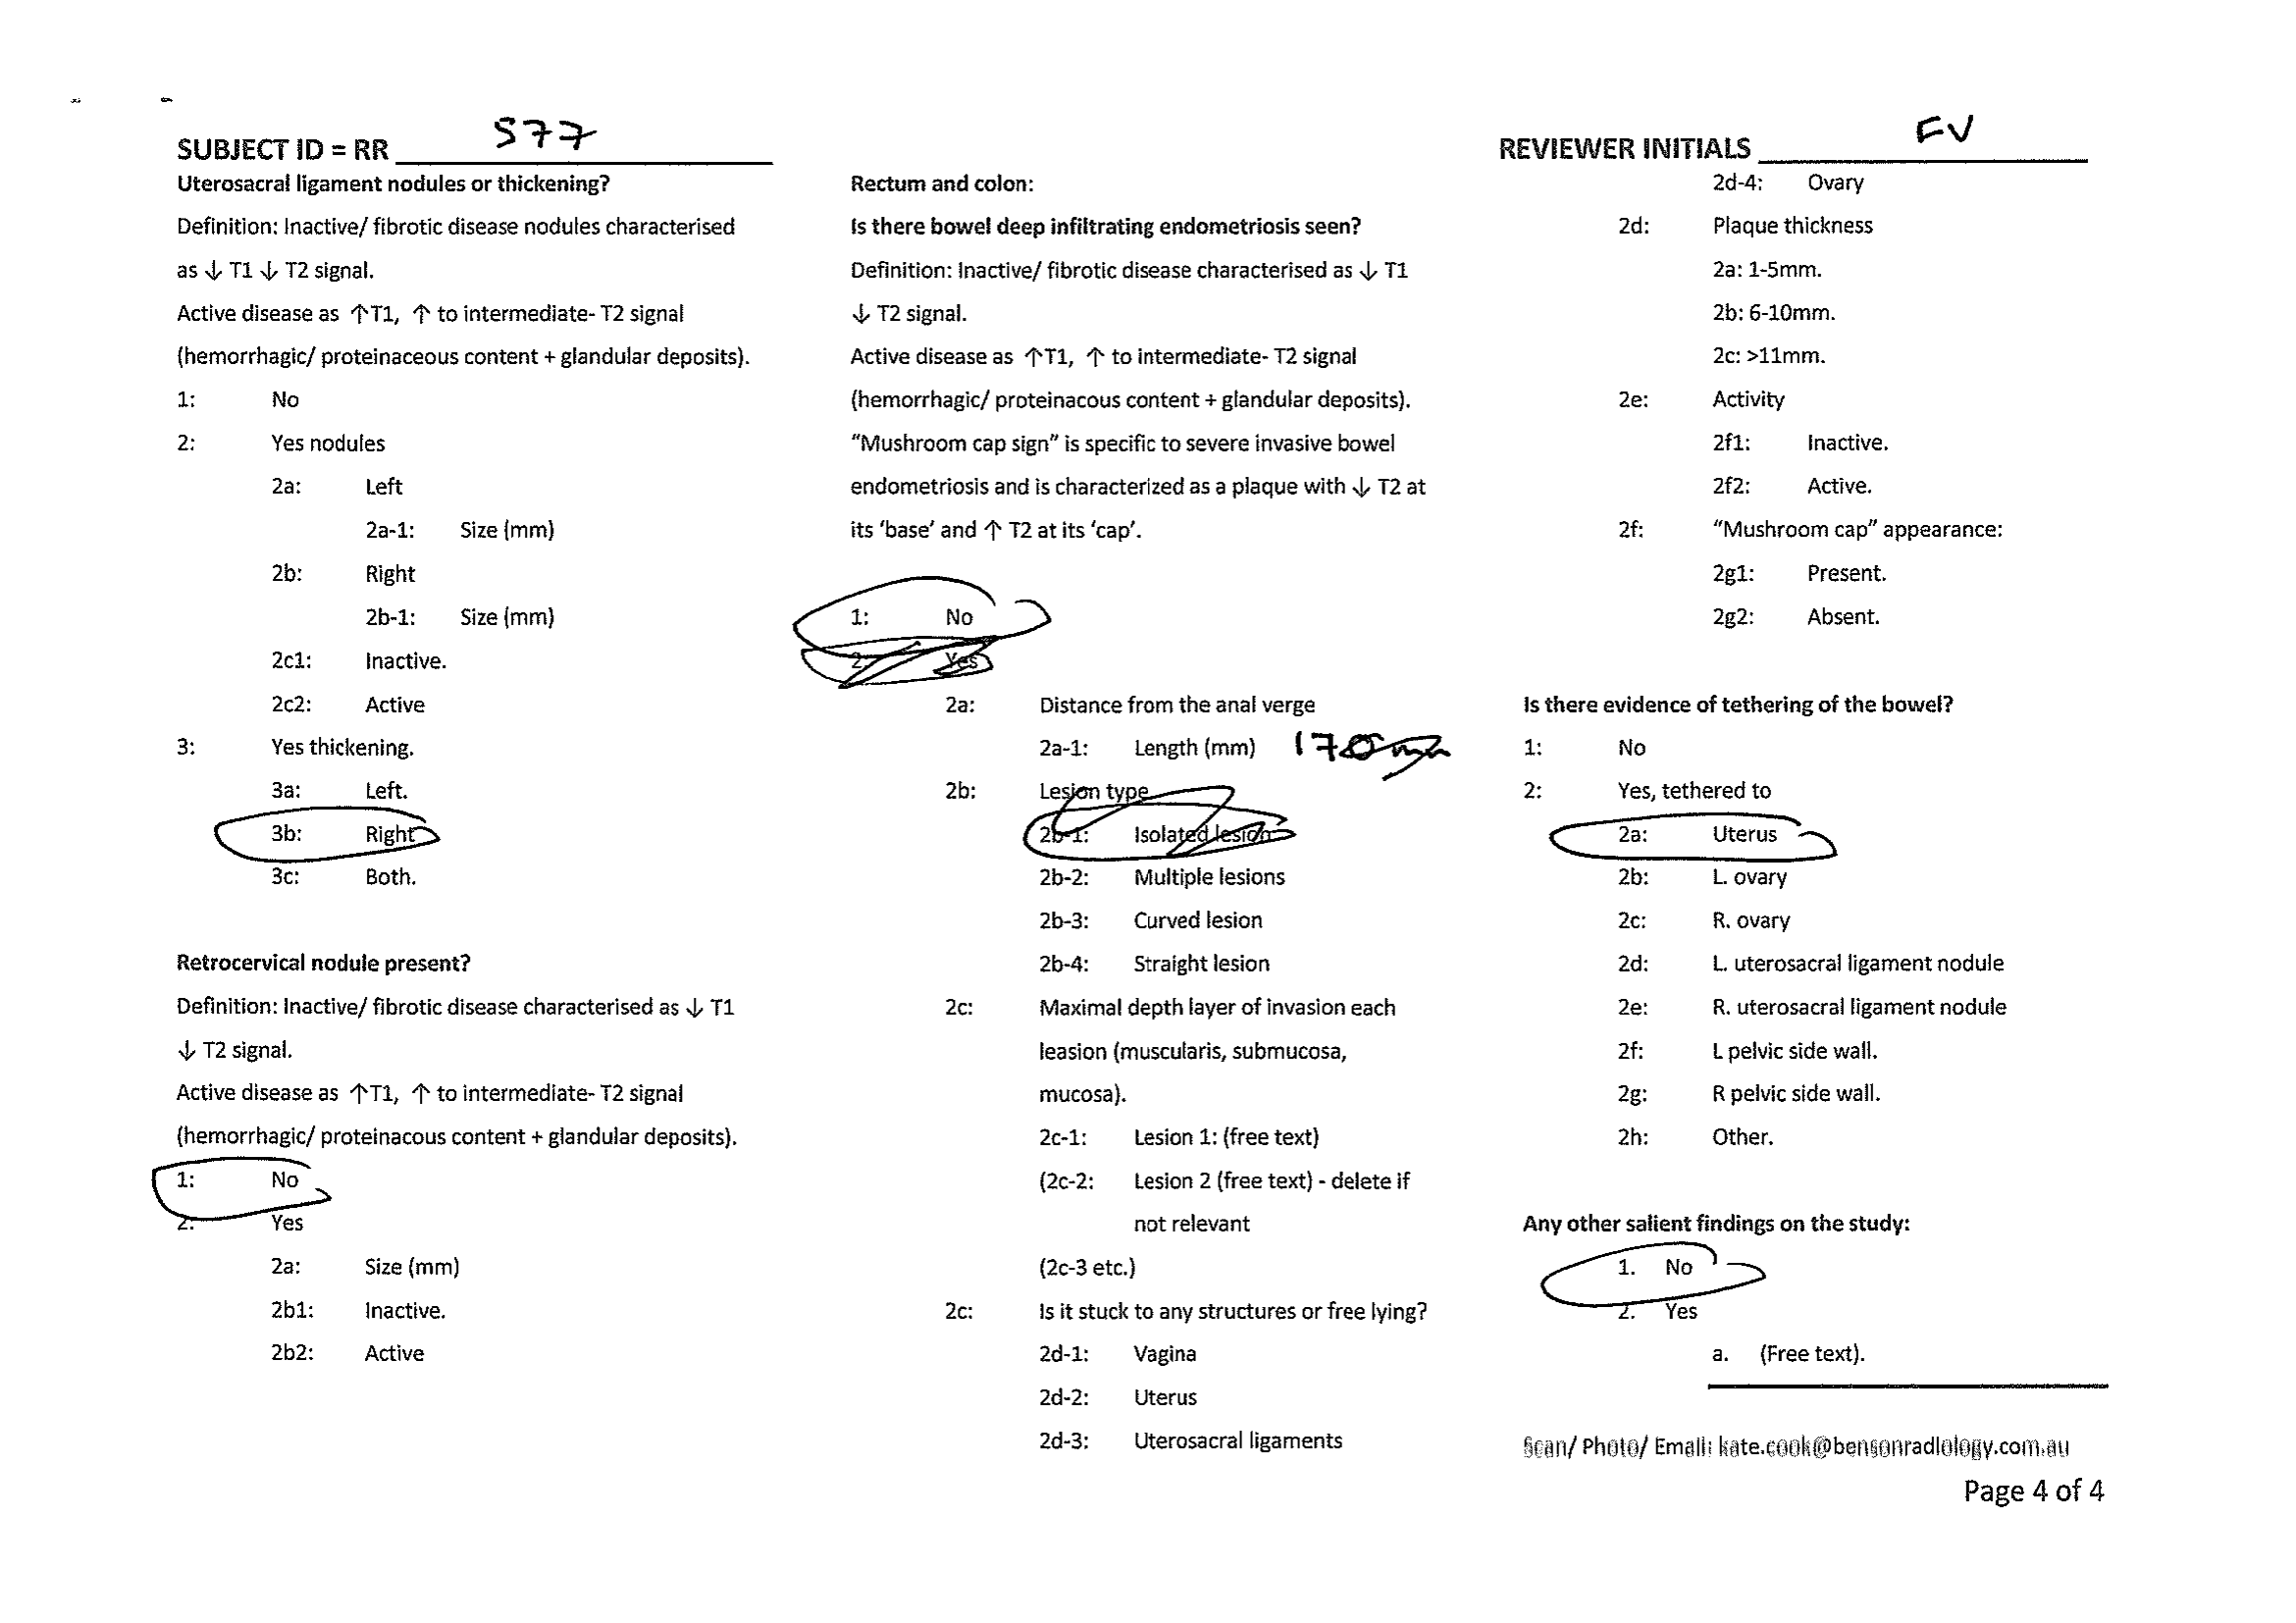 SUBJECT ID = RR 577
Uterosacral ligament nodules or thickening?
Definition: Inactive/ fibrotic disease nodules characterised
as ↓ T1 ↓ T2 signal.
Active disease as ↑T1, ↑ to intermediate- T2 signal
(hemorrhagic/ proteinaceous content + glandular deposits).
1: No
2: Yes nodules
2a: Left
2a-1: Size (mm)
2b: Right
2b-1: Size (mm)
2c1: Inactive.
2c2: Active
3: Yes thickening.
3a: Left.
3b: Right
3c: Both.
Retrocervical nodule present?
Definition: Inactive/ fibrotic disease characterised as ↓ T1
↓ T2 signal.
Active disease as ↑T1, ↑ to intermediate- T2 signal
(hemorrhagic/ proteinacous content + glandular deposits).
1: No
2: Yes
2a: Size (mm)
2b1: Inactive.
2b2: Active
Rectum and colon:
Is there bowel deep infiltrating endometriosis seen?
Definition: Inactive/ fibrotic disease characterised as ↓ T1
↓ T2 signal.
Active disease as ↑T1, ↑ to intermediate- T2 signal
(hemorrhagic/ proteinacous content + glandular deposits).
“Mushroom cap sign” is specific to severe invasive bowel
endometriosis and is characterized as a plaque with ↓ T2 at
its ‘base’ and ↑ T2 at its ‘cap’.
1: No
2: Yes
2a: Distance from the anal verge
2a-1: Length (mm) 170 mm
2b: Lesion type
2b-1: Isolated lesion
2b-2: Multiple lesions
2b-3: Curved lesion
2b-4: Straight lesion
2c: Maximal depth layer of invasion each
leasion (muscularis, submucosa,
mucosa).
2c-1: Lesion 1: (free text)
(2c-2: Lesion 2 (free text) - delete if
not relevant
(2c-3 etc.)
2c: Is it stuck to any structures or free lying?
2d-1: Vagina
2d-2: Uterus
2d-3: Uterosacral ligaments
REVIEWER INITIALS FV
2d-4: Ovary
2d: Plaque thickness
2a: 1-5mm.
2b: 6-10mm.
2c: >11mm.
2e: Activity
2f1: Inactive.
2f2: Active.
2f: “Mushroom cap” appearance:
2g1: Present.
2g2: Absent.
Is there evidence of tethering of the bowel?
1: No
2: Yes, tethered to
2a: Uterus
2b: L. ovary
2c: R. ovary
2d: L. uterosacral ligament nodule
2e: R. uterosacral ligament nodule
2f: L pelvic side wall.
2g: R pelvic side wall.
2h: Other.
Any other salient findings on the study:
1. No
2. Yes
a. (Free text).
Scan/ Photo/ Email: kate.cook@bensonradiology.com.au
Page 4 of 4